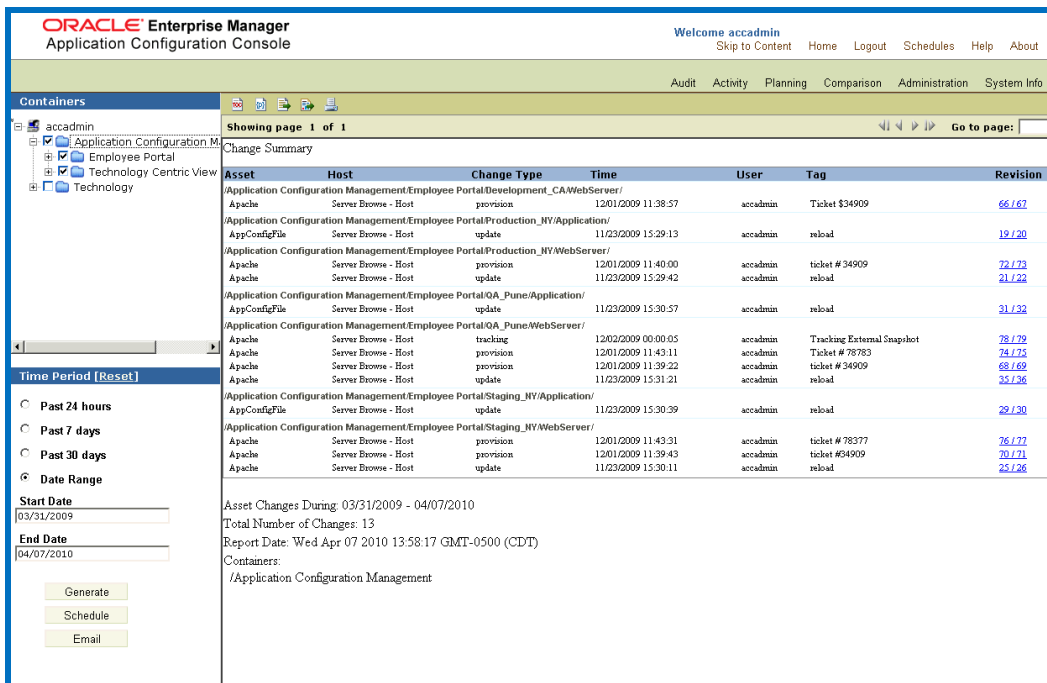 ORACLE Enterprise Manager
Application Configuration Console
Welcome accadmin
Skip to Content Home Logout Schedules Help About
Audit Activity Planning Comparison Administration System Info
Containers
accadmin
Application Configuration M
Employee Portal
Technology Centric View
Technology
Showing page 1 of 1
Go to page:
Change Summary
Asset Host Change Type Time User Tag Revision
/Application Configuration Management/Employee Portal/Development_CA/WebServer/
Apache Server Browse - Host provision 12/01/2009 11:38:57 accadmin Ticket $34909 66 / 67
/Application Configuration Management/Employee Portal/Production_NY/Application/
AppConfigFile Server Browse - Host update 11/23/2009 15:29:13 accadmin reload 19 / 20
/Application Configuration Management/Employee Portal/Production_NY/WebServer/
Apache Server Browse - Host provision 12/01/2009 11:40:00 accadmin ticket # 34909 72 / 73
Apache Server Browse - Host update 11/23/2009 15:29:42 accadmin reload 21 / 22
/Application Configuration Management/Employee Portal/QA_Pune/Application/
AppConfigFile Server Browse - Host update 11/23/2009 15:30:57 accadmin reload 31 / 32
/Application Configuration Management/Employee Portal/QA_Pune/WebServer/
Apache Server Browse - Host tracking 12/02/2009 00:00:05 accadmin Tracking External Snapshot 78 / 79
Apache Server Browse - Host provision 12/01/2009 11:43:11 accadmin Ticket # 78783 74 / 75
Apache Server Browse - Host provision 12/01/2009 11:39:22 accadmin ticket # 34909 68 / 69
Apache Server Browse - Host update 11/23/2009 15:31:21 accadmin reload 35 / 36
/Application Configuration Management/Employee Portal/Staging_NY/Application/
AppConfigFile Server Browse - Host update 11/23/2009 15:30:39 accadmin reload 29 / 30
/Application Configuration Management/Employee Portal/Staging_NY/WebServer/
Apache Server Browse - Host provision 12/01/2009 11:43:31 accadmin ticket # 78377 76 / 77
Apache Server Browse - Host provision 12/01/2009 11:39:43 accadmin ticket #34909 70 / 71
Apache Server Browse - Host update 11/23/2009 15:30:11 accadmin reload 25 / 26
Asset Changes During: 03/31/2009 - 04/07/2010
Total Number of Changes: 13
Report Date: Wed Apr 07 2010 13:58:17 GMT-0500 (CDT)
Containers:
/Application Configuration Management
Time Period [Reset]
Past 24 hours
Past 7 days
Past 30 days
Date Range
Start Date
03/31/2009
End Date
04/07/2010
Generate
Schedule
Email